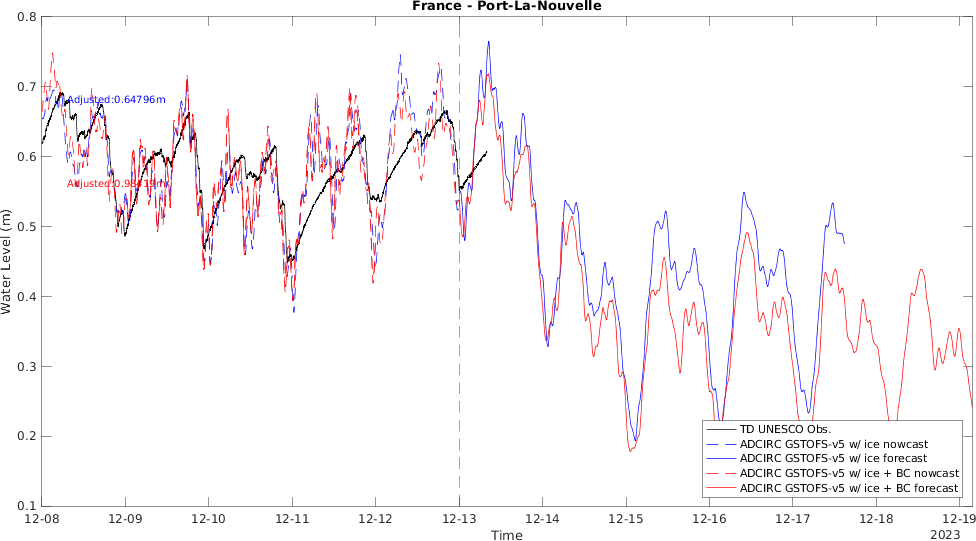 France - Port-La-Nouvelle
0.8
0.7
0.6
0.5
0.4
0.3
0.2
0.1
Water Level (m)
Adjusted:0.64796m
TD UNESCO Obs.
ADCIRC GSTOFS-v5 w/ ice nowcast
ADCIRC GSTOFS-v5 w/ ice forecast
ADCIRC GSTOFS-v5 w/ ice + BC nowcast
ADCIRC GSTOFS-v5 w/ ice + BC forecast
12-08 12-09 12-10 12-11 12-12 12-13 12-14 12-15 12-16 12-17 12-18 12-19
Time
2023